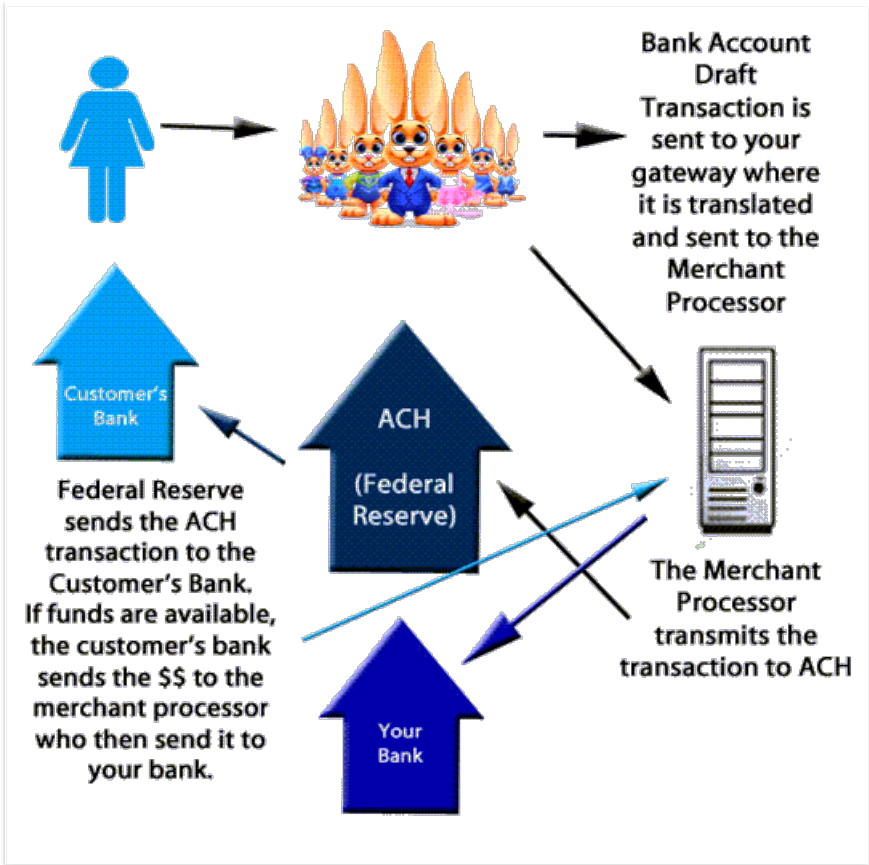 Bank Account
Draft
Transaction is
sent to your
gateway where
it is translated
and sent to the
Merchant
Processor
Customer's
Bank
ACH
(Federal
Reserve)
Federal Reserve
sends the ACH
transaction to the
Customer's Bank.
If funds are available,
the customer's bank
sends the $$ to the
merchant processor
who then send it to
your bank.
The Merchant
Processor
transmits the
transaction to ACH
Your
Bank